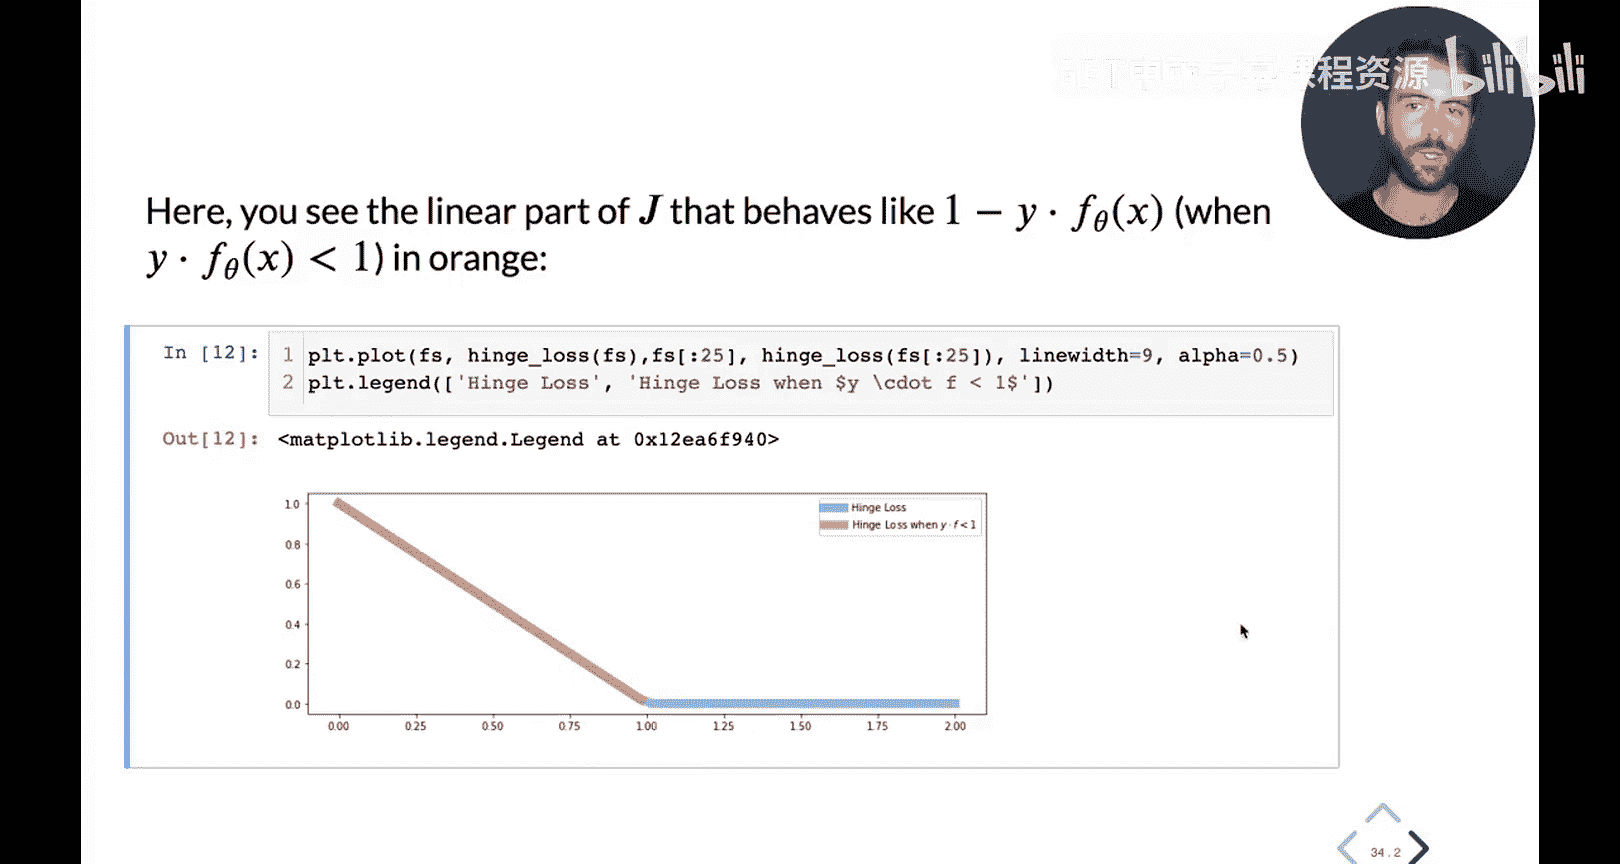 课程资源 bilibili
Here, you see the linear part of J that behaves like 1 − y · fθ(x) (when
y · fθ(x) < 1) in orange:
In [12]:
1 plt.plot(fs, hinge_loss(fs),fs[:25], hinge_loss(fs[:25]), linewidth=9, alpha=0.5)
2 plt.legend(['Hinge Loss', 'Hinge Loss when $y \cdot f < 1$'])
Out[12]: <matplotlib.legend.Legend at 0x12ea6f940>
Hinge Loss
Hinge Loss when y · f < 1
1.0
0.8
0.6
0.4
0.2
0.0
0.00 0.25 0.50 0.75 1.00 1.25 1.50 1.75 2.00
34.2